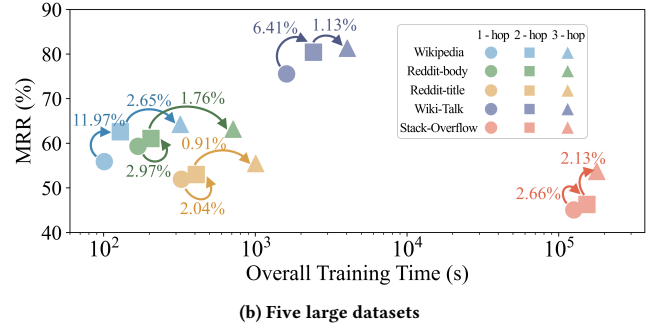 (b)
MRR (%)
90
80
70
60
50
40
6.41%
1.13%
11.97%
2.65%
1.76%
2.97%
0.91%
2.04%
2.66%
2.13%
1 - hop 2 - hop 3 - hop
Wikipedia
Reddit-body
Reddit-title
Wiki-Talk
Stack-Overflow
10² 10³ 10⁴ 10⁵
Overall Training Time (s)
(b) Five large datasets